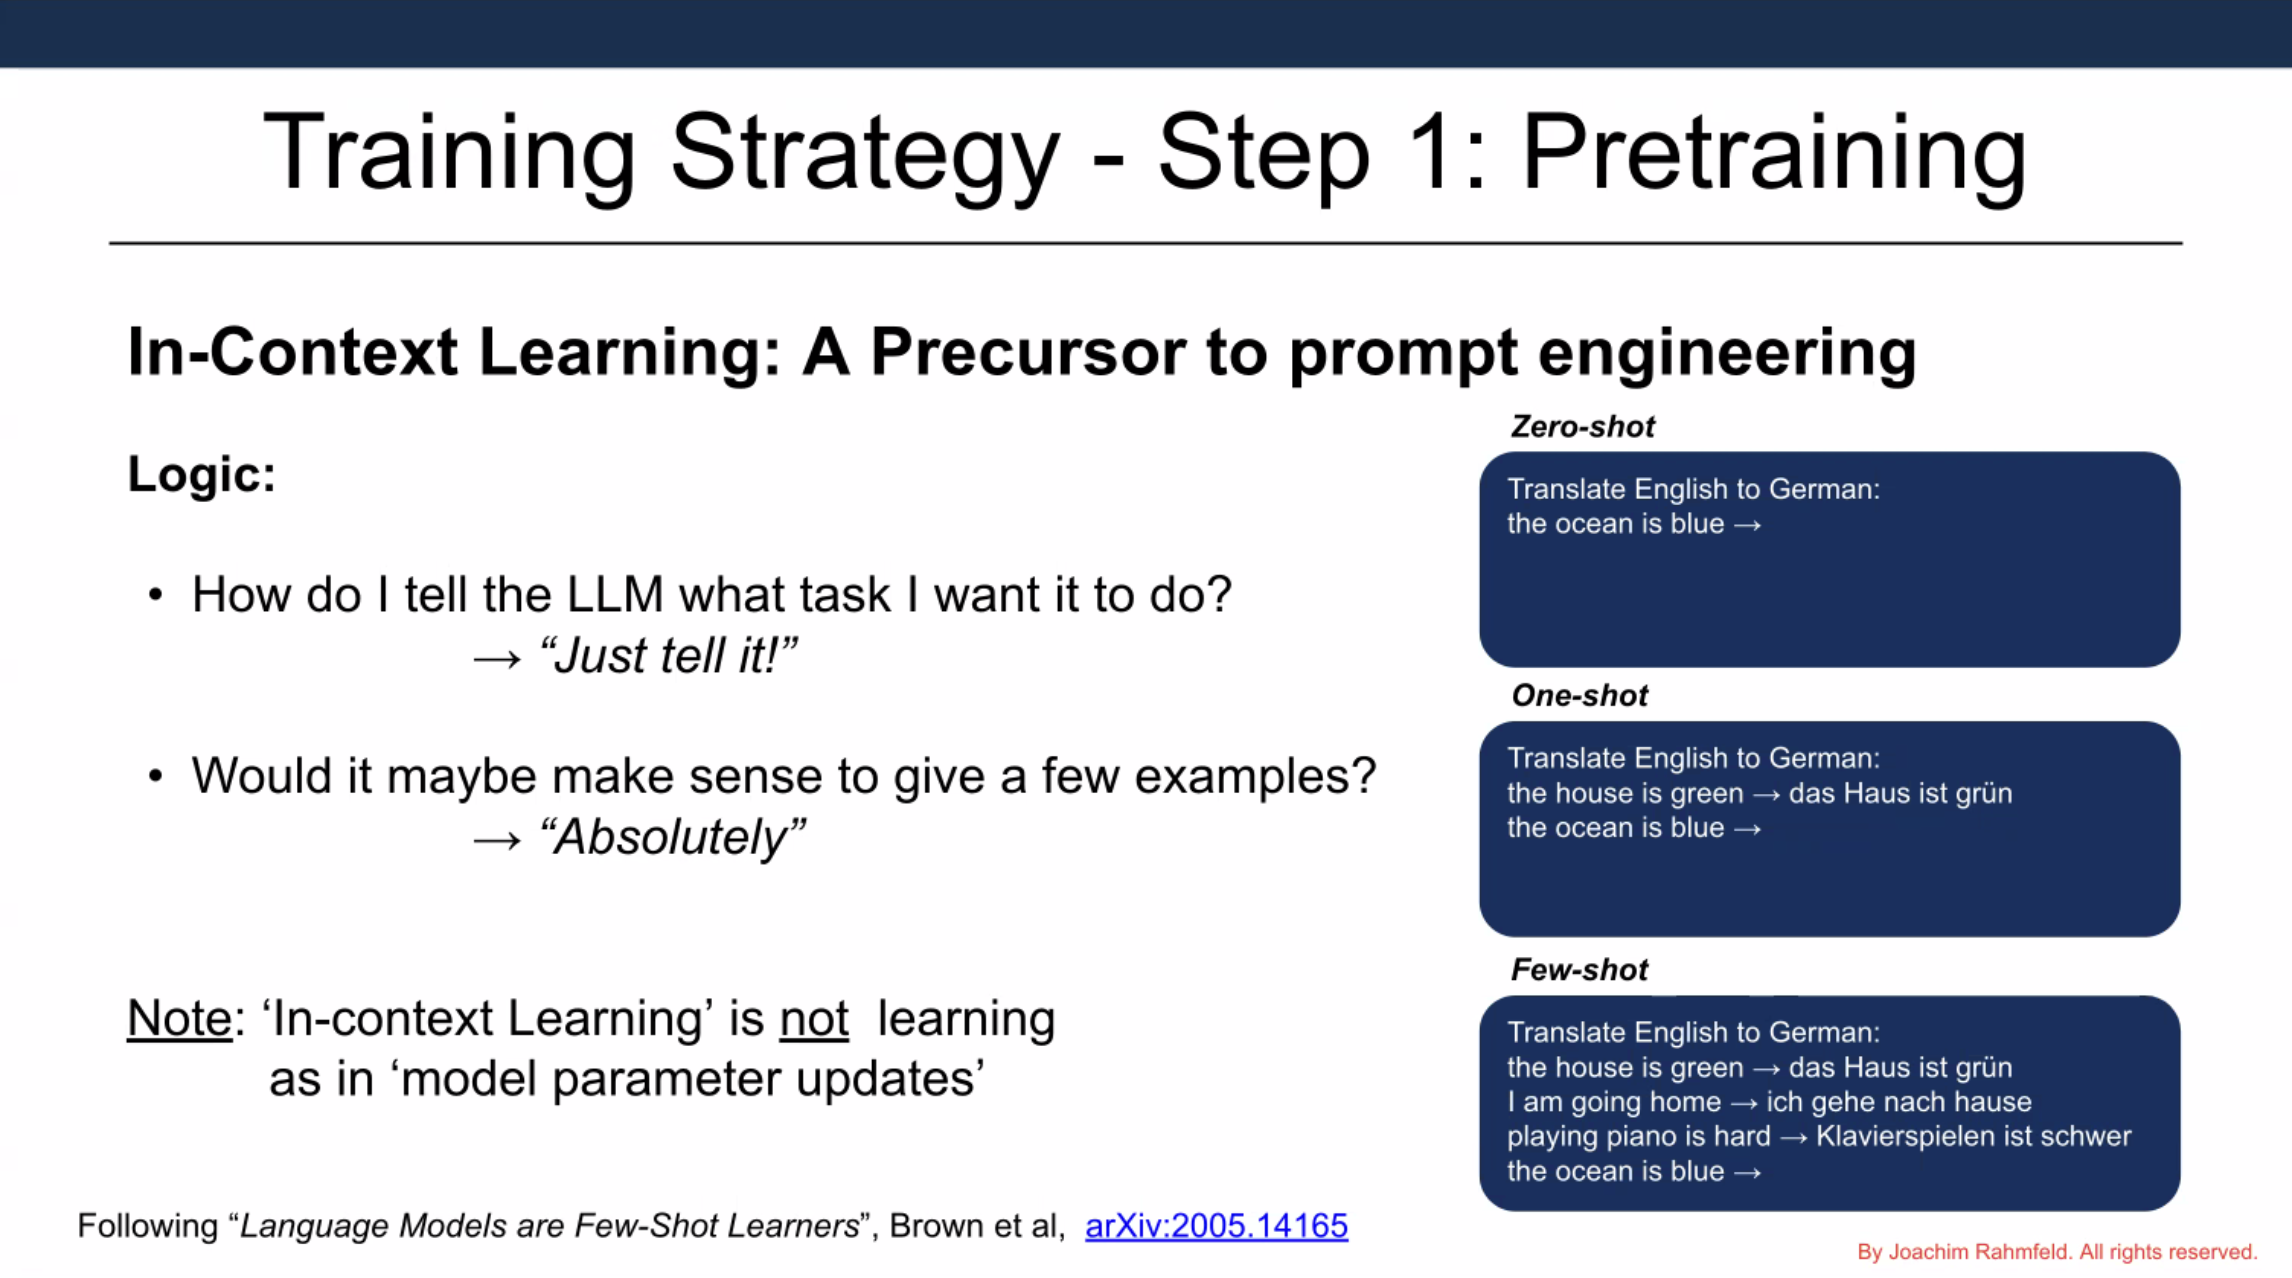 Training Strategy - Step 1: Pretraining
In-Context Learning: A Precursor to prompt engineering
Logic:
• How do I tell the LLM what task I want it to do?
→ “Just tell it!”
• Would it maybe make sense to give a few examples?
→ “Absolutely”
Note: ‘In-context Learning’ is not learning
as in ‘model parameter updates’
Zero-shot
Translate English to German:
the ocean is blue →
One-shot
Translate English to German:
the house is green → das Haus ist grün
the ocean is blue →
Few-shot
Translate English to German:
the house is green → das Haus ist grün
I am going home → ich gehe nach hause
playing piano is hard → Klavierspielen ist schwer
the ocean is blue →
Following “Language Models are Few-Shot Learners”, Brown et al, arXiv:2005.14165
By Joachim Rahmfeld. All rights reserved.